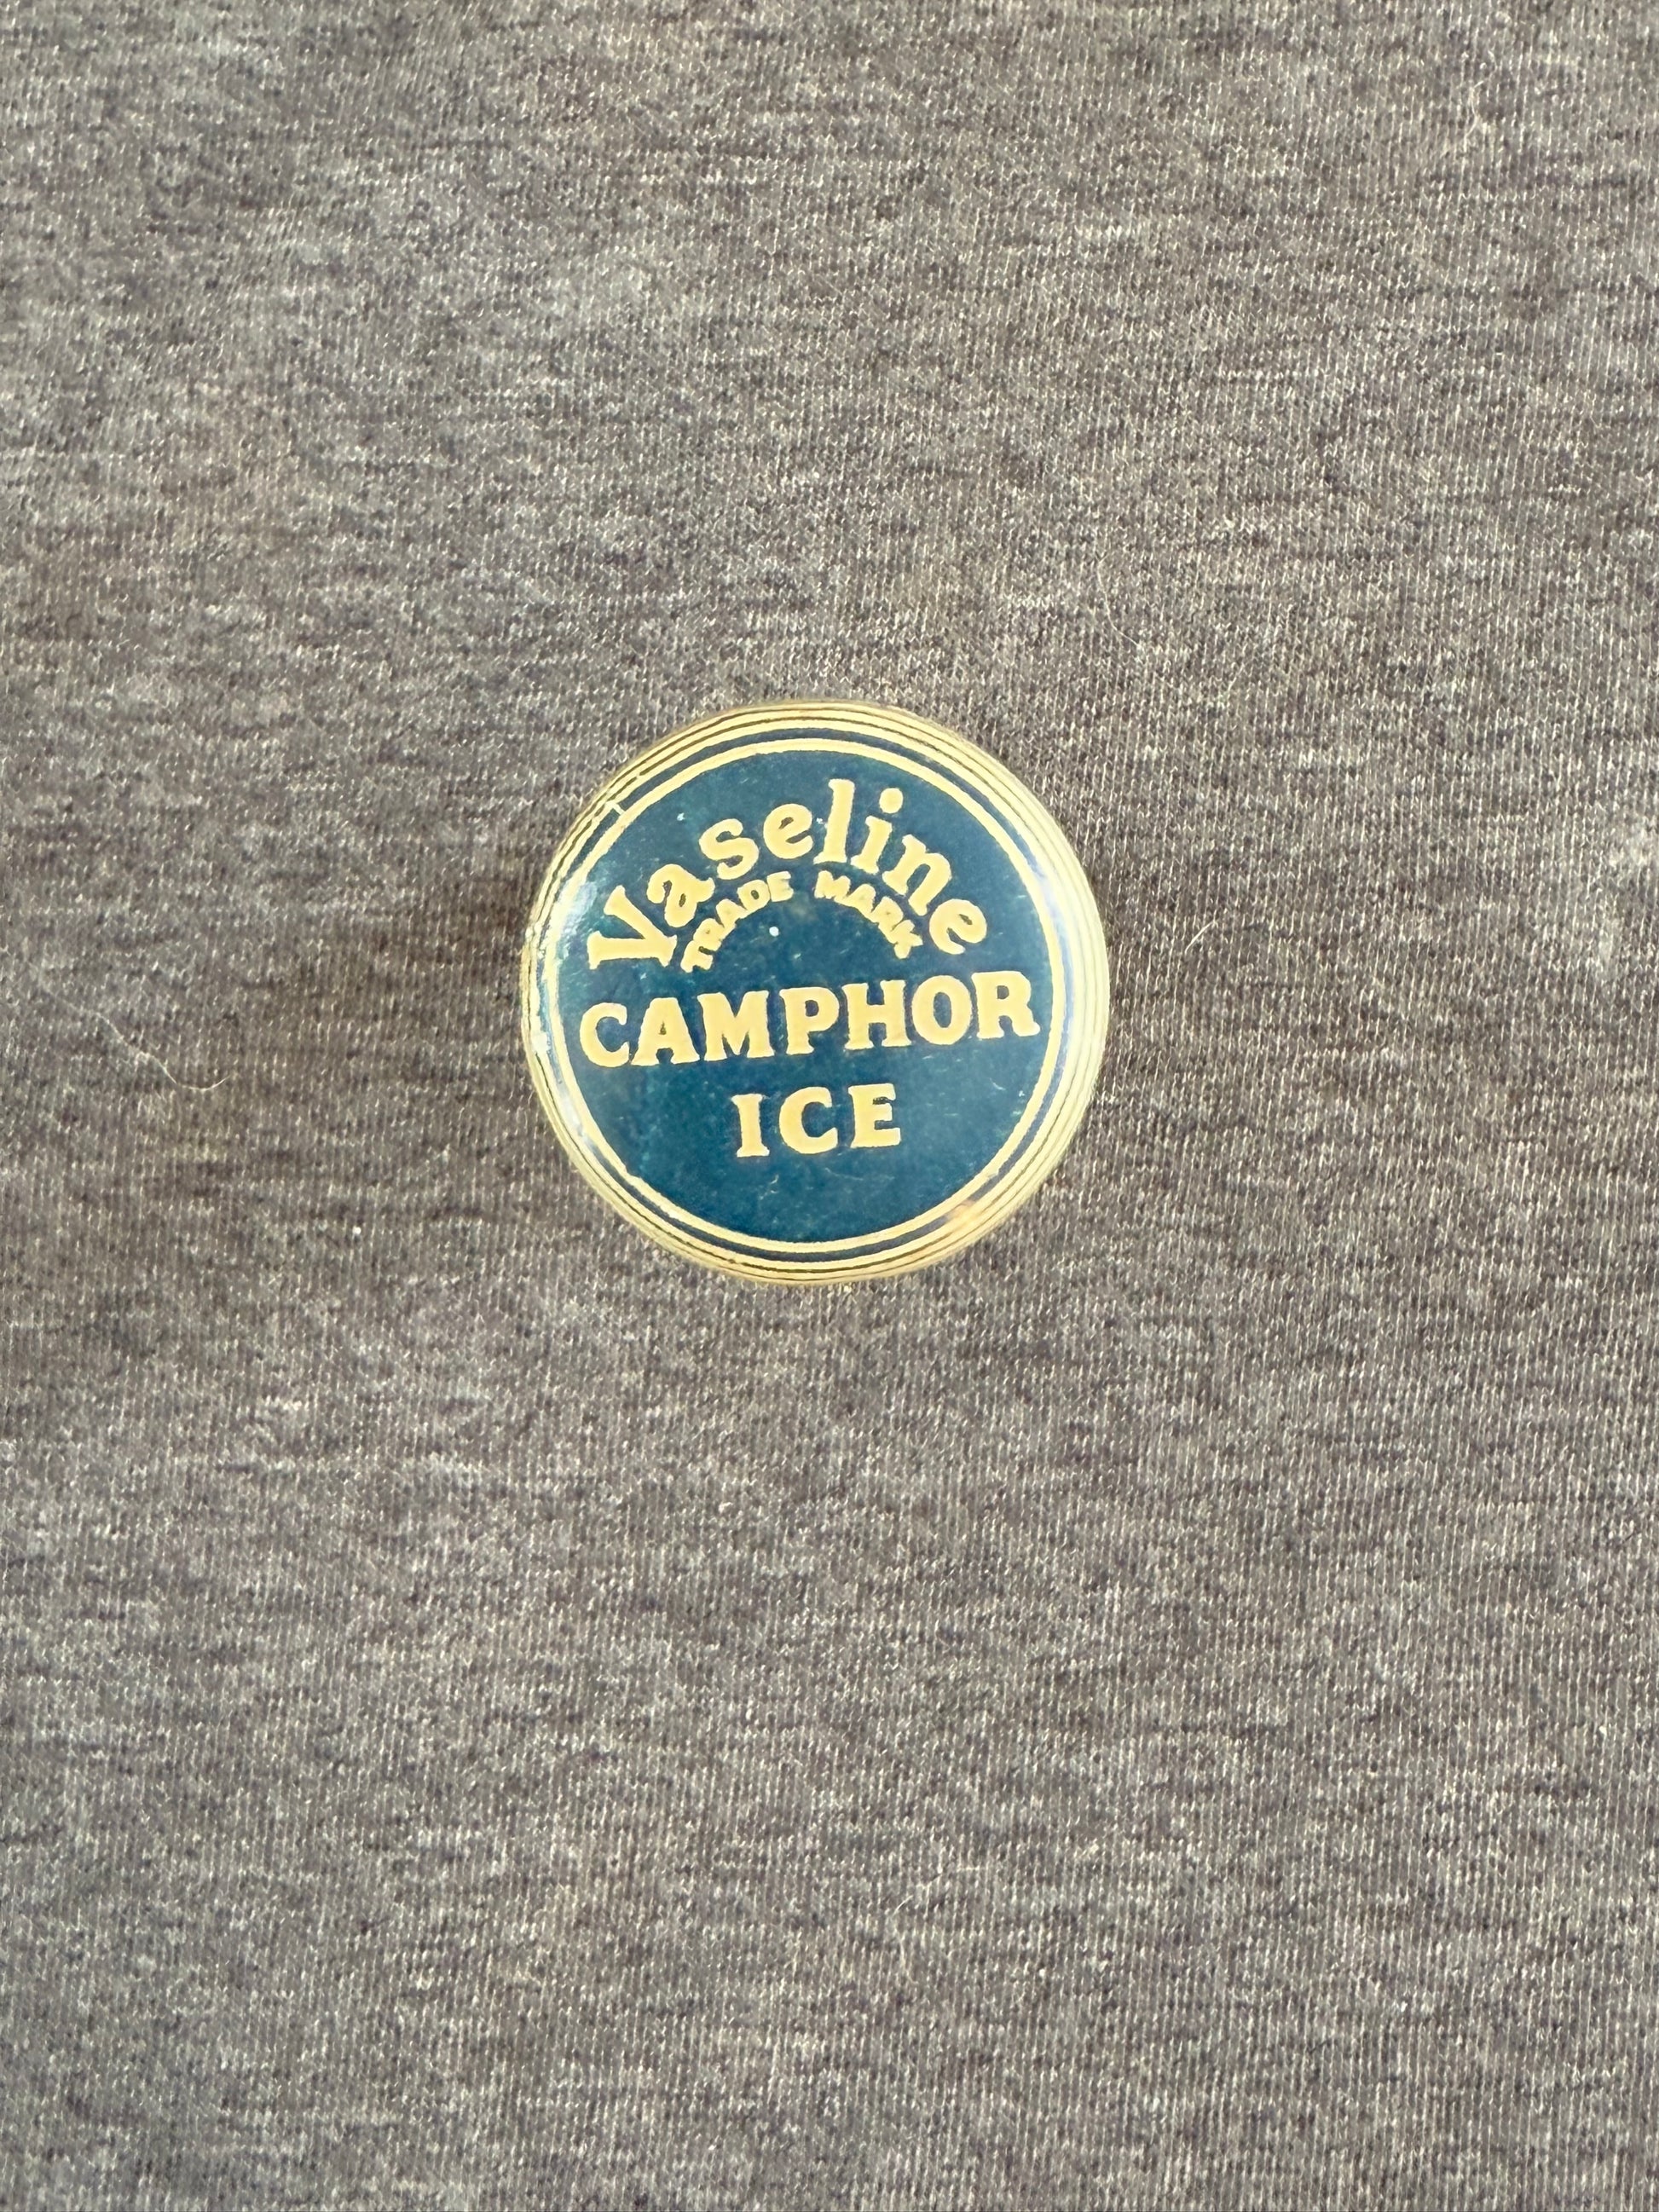 Vaseline
TRADE MARK
CAMPHOR
ICE